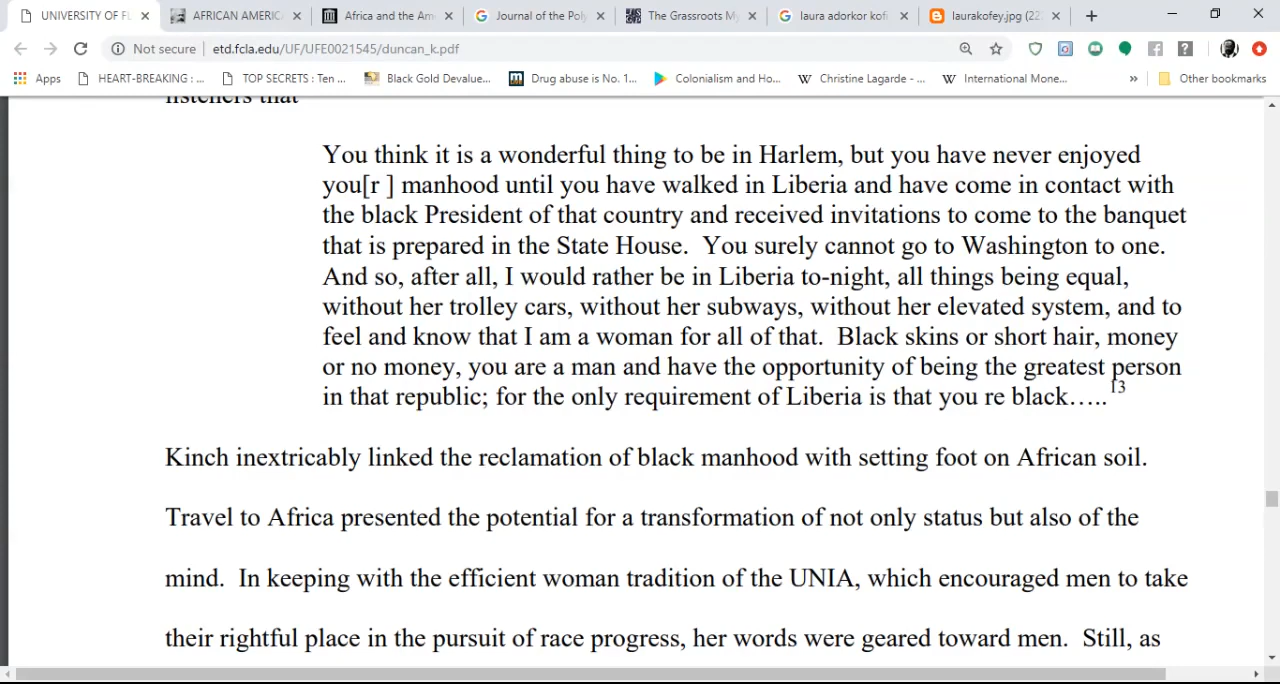 UNIVERSITY OF FL
AFRICAN AMERIC
Africa and the Am
Journal of the Pol
The Grassroots M
laura adorkor kofi
laurakofey.jpg (22
Not secure | etd.fcla.edu/UF/UFE0021545/duncan_k.pdf
Apps
HEART-BREAKING : ...
TOP SECRETS : Ten ...
Black Gold Devalue...
Drug abuse is No. 1...
Colonialism and Ho...
Christine Lagarde - ...
International Mone...
Other bookmarks
listeners that
You think it is a wonderful thing to be in Harlem, but you have never enjoyed
you[r ] manhood until you have walked in Liberia and have come in contact with
the black President of that country and received invitations to come to the banquet
that is prepared in the State House. You surely cannot go to Washington to one.
And so, after all, I would rather be in Liberia to-night, all things being equal,
without her trolley cars, without her subways, without her elevated system, and to
feel and know that I am a woman for all of that. Black skins or short hair, money
or no money, you are a man and have the opportunity of being the greatest person
in that republic; for the only requirement of Liberia is that you re black…..13
Kinch inextricably linked the reclamation of black manhood with setting foot on African soil.
Travel to Africa presented the potential for a transformation of not only status but also of the
mind. In keeping with the efficient woman tradition of the UNIA, which encouraged men to take
their rightful place in the pursuit of race progress, her words were geared toward men. Still, as